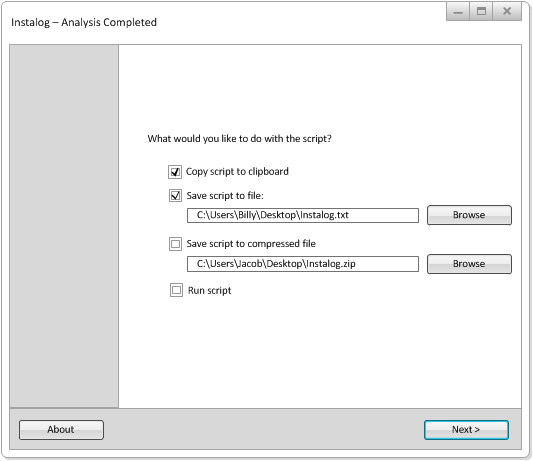 Instalog – Analysis Completed
What would you like to do with the script?
Copy script to clipboard
Save script to file:
C:\Users\Billy\Desktop\Instalog.txt
Browse
Save script to compressed file
C:\Users\Jacob\Desktop\Instalog.zip
Browse
Run script
About
Next >